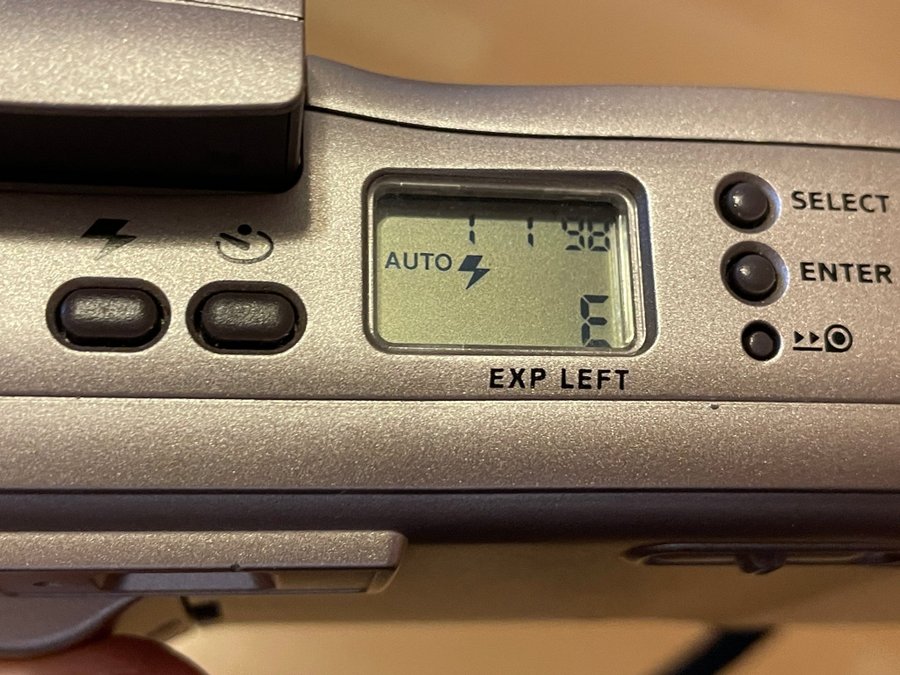 SELECT
1 1 98
AUTO
ENTER
E
EXP LEFT